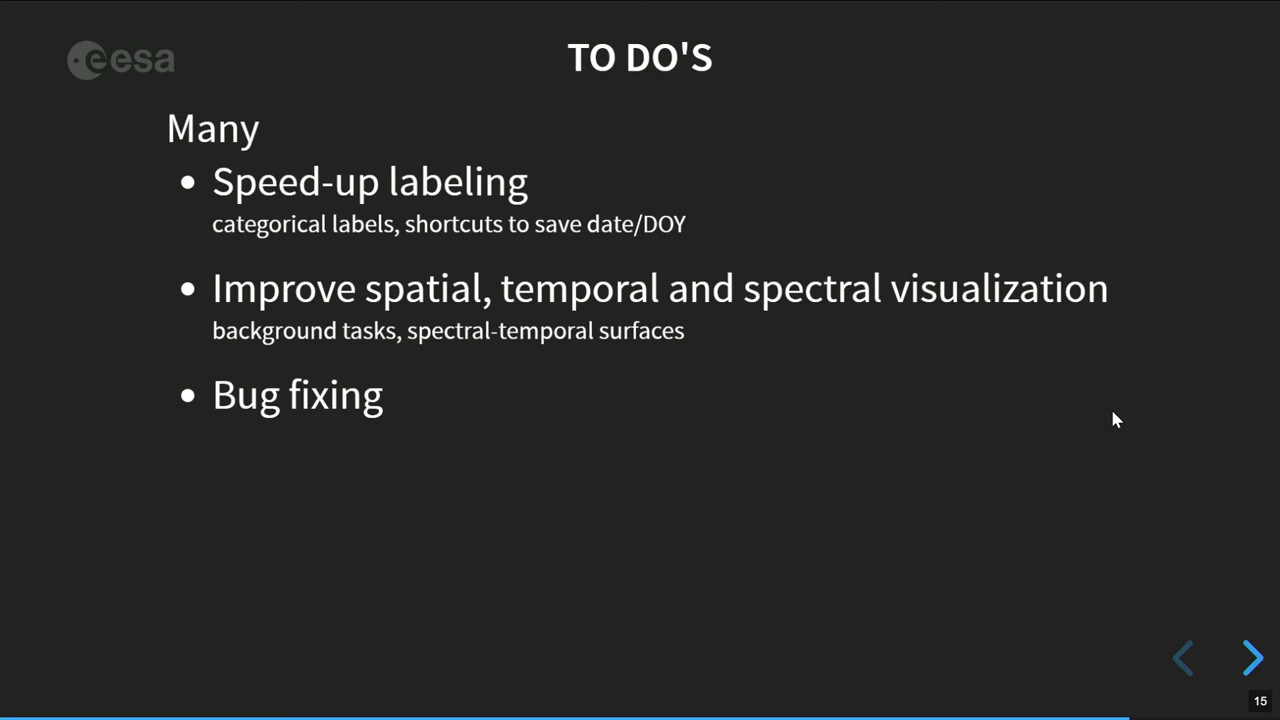 esa
TO DO'S
Many
• Speed-up labeling
categorical labels, shortcuts to save date/DOY
• Improve spatial, temporal and spectral visualization
background tasks, spectral-temporal surfaces
• Bug fixing
15